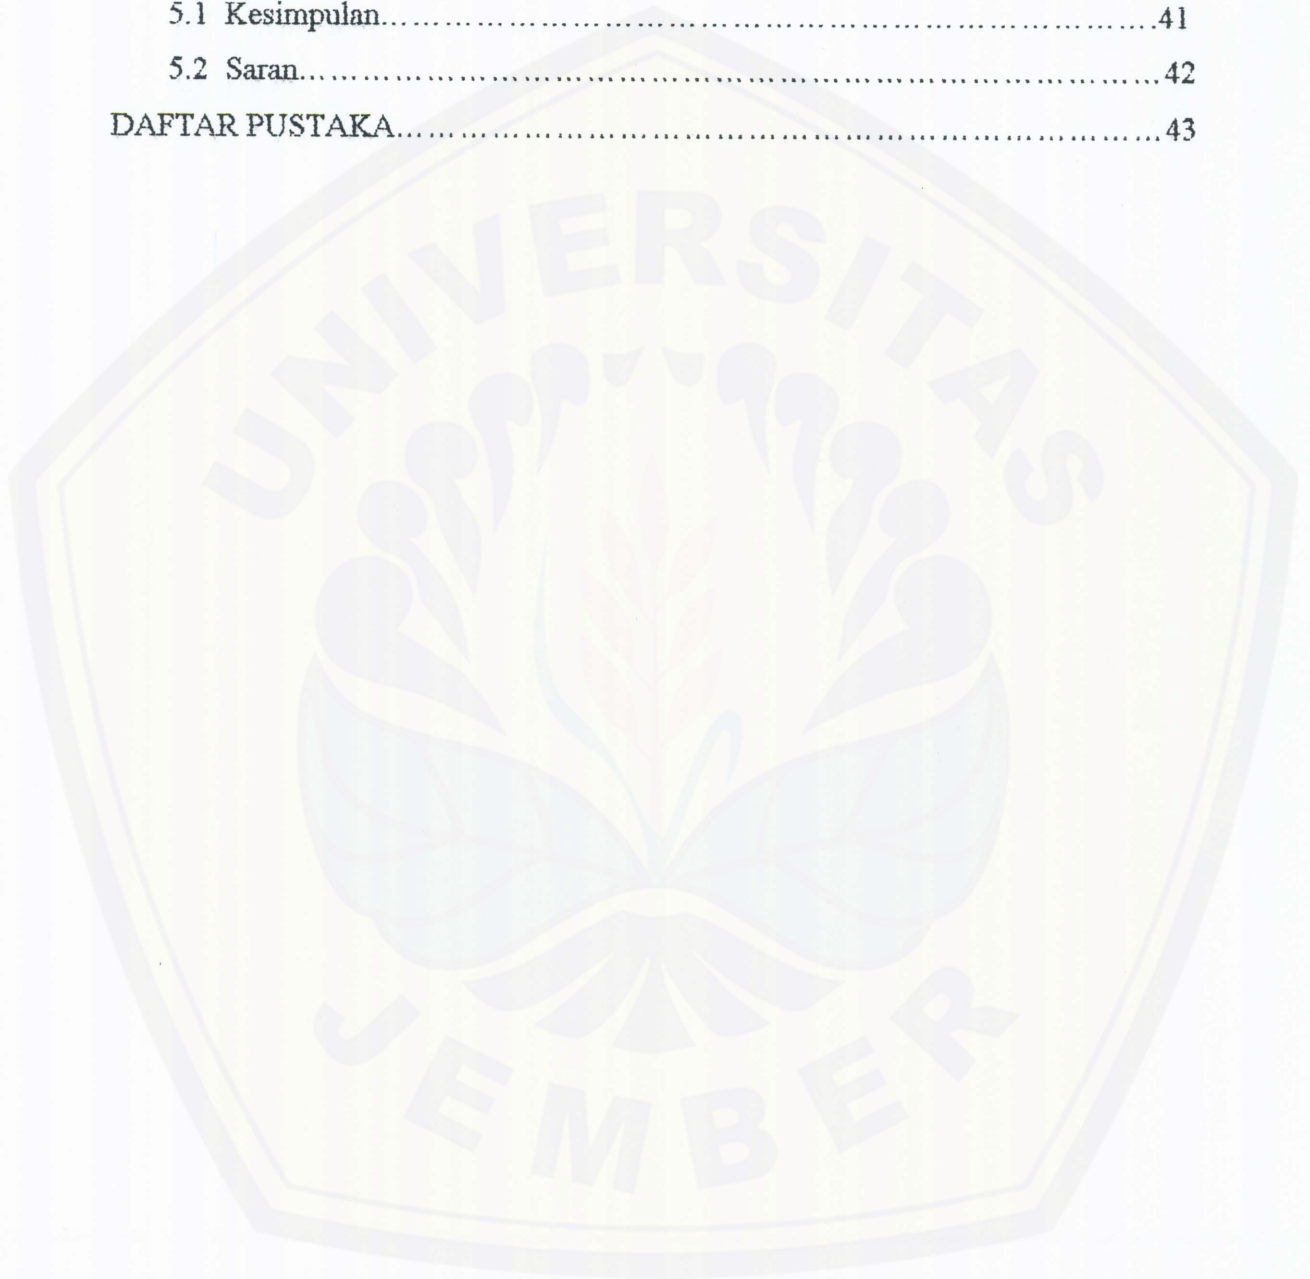 5.1 Kesimpulan.....................................................................................41
5.2 Saran..............................................................................................42
DAFTAR PUSTAKA....................................................................................43
UNIVERSITAS
JEMBER